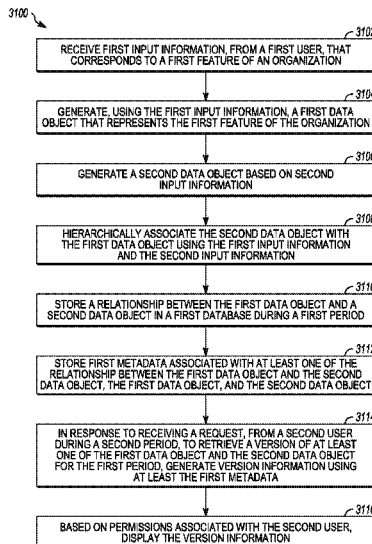 3100
3102
RECEIVE FIRST INPUT INFORMATION, FROM A FIRST USER, THAT
CORRESPONDS TO A FIRST FEATURE OF AN ORGANIZATION
3104
GENERATE, USING THE FIRST INPUT INFORMATION, A FIRST DATA
OBJECT THAT REPRESENTS THE FIRST FEATURE OF THE ORGANIZATION
3106
GENERATE A SECOND DATA OBJECT BASED ON SECOND
INPUT INFORMATION
3108
HIERARCHICALLY ASSOCIATE THE SECOND DATA OBJECT WITH
THE FIRST DATA OBJECT USING THE FIRST INPUT INFORMATION
AND THE SECOND INPUT INFORMATION
3110
STORE A RELATIONSHIP BETWEEN THE FIRST DATA OBJECT AND A
SECOND DATA OBJECT IN A FIRST DATABASE DURING A FIRST PERIOD
3112
STORE FIRST METADATA ASSOCIATED WITH AT LEAST ONE OF THE
RELATIONSHIP BETWEEN THE FIRST DATA OBJECT AND THE SECOND
DATA OBJECT, THE FIRST DATA OBJECT, AND THE SECOND DATA OBJECT
3114
IN RESPONSE TO RECEIVING A REQUEST, FROM A SECOND USER
DURING A SECOND PERIOD, TO RETRIEVE A VERSION OF AT LEAST
ONE OF THE FIRST DATA OBJECT AND THE SECOND DATA OBJECT
FOR THE FIRST PERIOD, GENERATE VERSION INFORMATION USING
AT LEAST THE FIRST METADATA
3116
BASED ON PERMISSIONS ASSOCIATED WITH THE SECOND USER,
DISPLAY THE VERSION INFORMATION